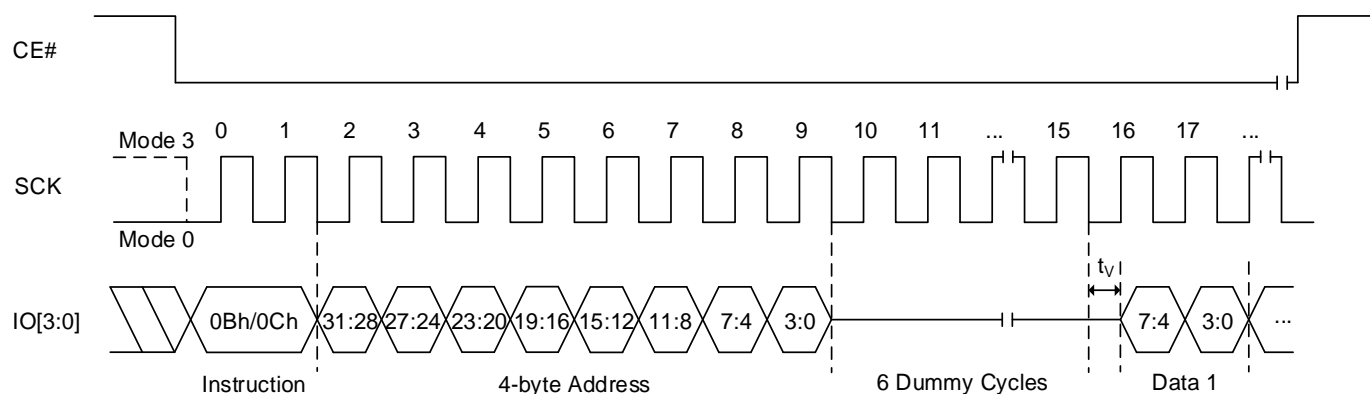 CE#
Mode 3
0 1 2 3 4 5 6 7 8 9 10 11 ... 15 16 17 ...
SCK
Mode 0
tV
IO[3:0]
0Bh/0Ch 31:28 27:24 23:20 19:16 15:12 11:8 7:4 3:0 7:4 3:0 ...
Instruction 4-byte Address 6 Dummy Cycles Data 1